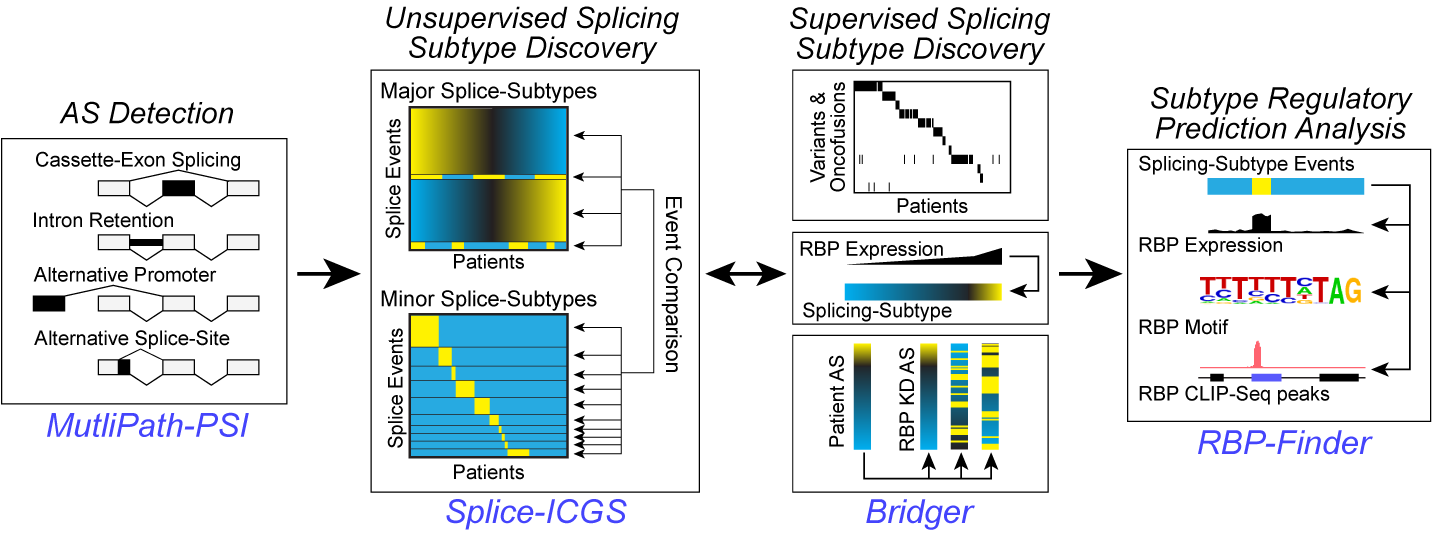 AS Detection
Cassette-Exon Splicing
Intron Retention
Alternative Promoter
Alternative Splice-Site
MutliPath-PSI
Unsupervised Splicing
Subtype Discovery
Major Splice-Subtypes
Splice Events
Patients
Minor Splice-Subtypes
Splice Events
Patients
Event Comparison
Splice-ICGS
Supervised Splicing
Subtype Discovery
Variants &
Oncofusions
Patients
RBP Expression
Splicing-Subtype
Patient AS
RBP KD AS
Bridger
Subtype Regulatory
Prediction Analysis
Splicing-Subtype Events
RBP Expression
RBP Motif
RBP CLIP-Seq peaks
RBP-Finder